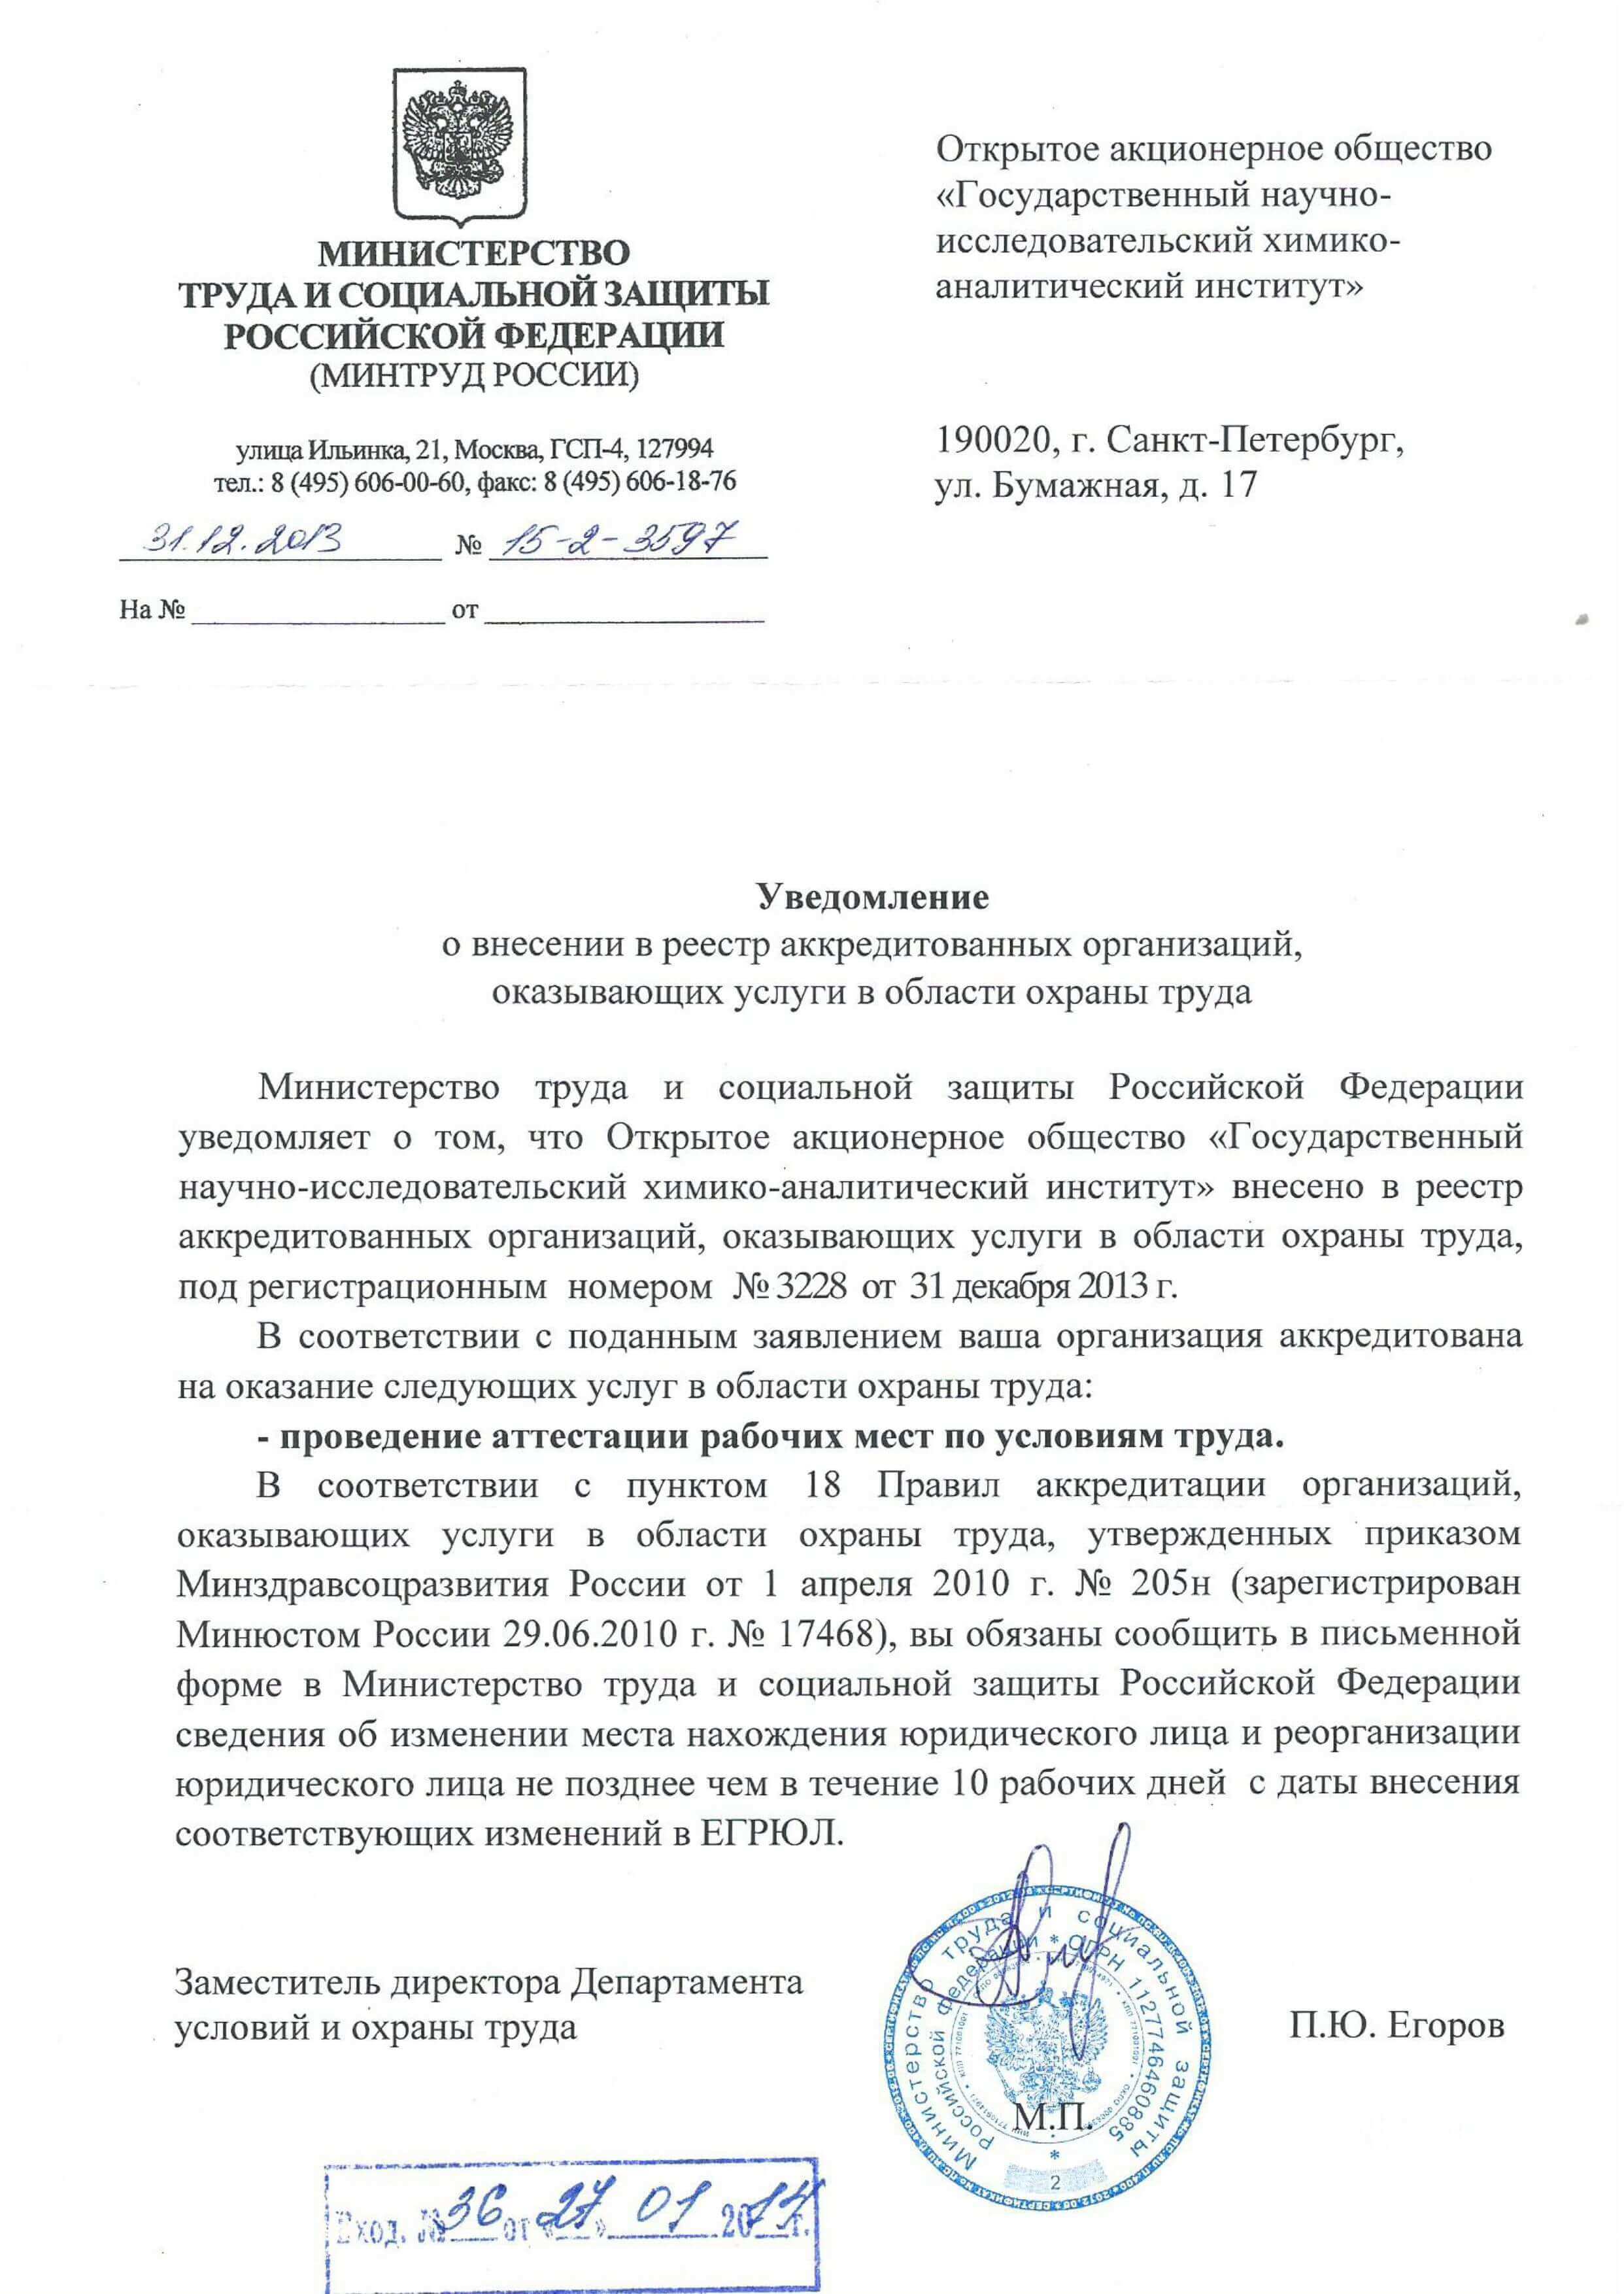 МИНИСТЕРСТВО
ТРУДА И СОЦИАЛЬНОЙ ЗАЩИТЫ
РОССИЙСКОЙ ФЕДЕРАЦИИ
(МИНТРУД РОССИИ)
улица Ильинка, 21, Москва, ГСП-4, 127994
тел.: 8 (495) 606-00-60, факс: 8 (495) 606-18-76
31.12.2013 № 15-2-3597
На № от
Открытое акционерное общество
«Государственный научно-
исследовательский химико-
аналитический институт»
190020, г. Санкт-Петербург,
ул. Бумажная, д. 17
Уведомление
о внесении в реестр аккредитованных организаций,
оказывающих услуги в области охраны труда
Министерство труда и социальной защиты Российской Федерации
уведомляет о том, что Открытое акционерное общество «Государственный
научно-исследовательский химико-аналитический институт» внесено в реестр
аккредитованных организаций, оказывающих услуги в области охраны труда,
под регистрационным номером № 3228 от 31 декабря 2013 г.
В соответствии с поданным заявлением ваша организация аккредитована
на оказание следующих услуг в области охраны труда:
- проведение аттестации рабочих мест по условиям труда.
В соответствии с пунктом 18 Правил аккредитации организаций,
оказывающих услуги в области охраны труда, утвержденных приказом
Минздравсоцразвития России от 1 апреля 2010 г. № 205н (зарегистрирован
Минюстом России 29.06.2010 г. № 17468), вы обязаны сообщить в письменной
форме в Министерство труда и социальной защиты Российской Федерации
сведения об изменении места нахождения юридического лица и реорганизации
юридического лица не позднее чем в течение 10 рабочих дней с даты внесения
соответствующих изменений в ЕГРЮЛ.
Заместитель директора Департамента
условий и охраны труда
П.Ю. Егоров
Министерство труда и социальной защиты
Российской Федерации * ОГРН 1127746460885
М.П.
*
2
Вход. № 36 от «27» 01 2014 г.